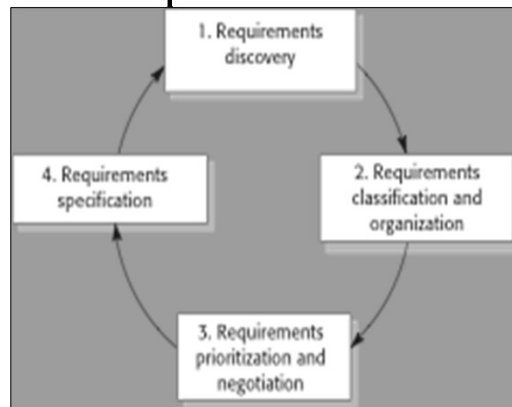 1. Requirements
discovery
2. Requirements
classification and
organization
3. Requirements
prioritization and
negotiation
4. Requirements
specification